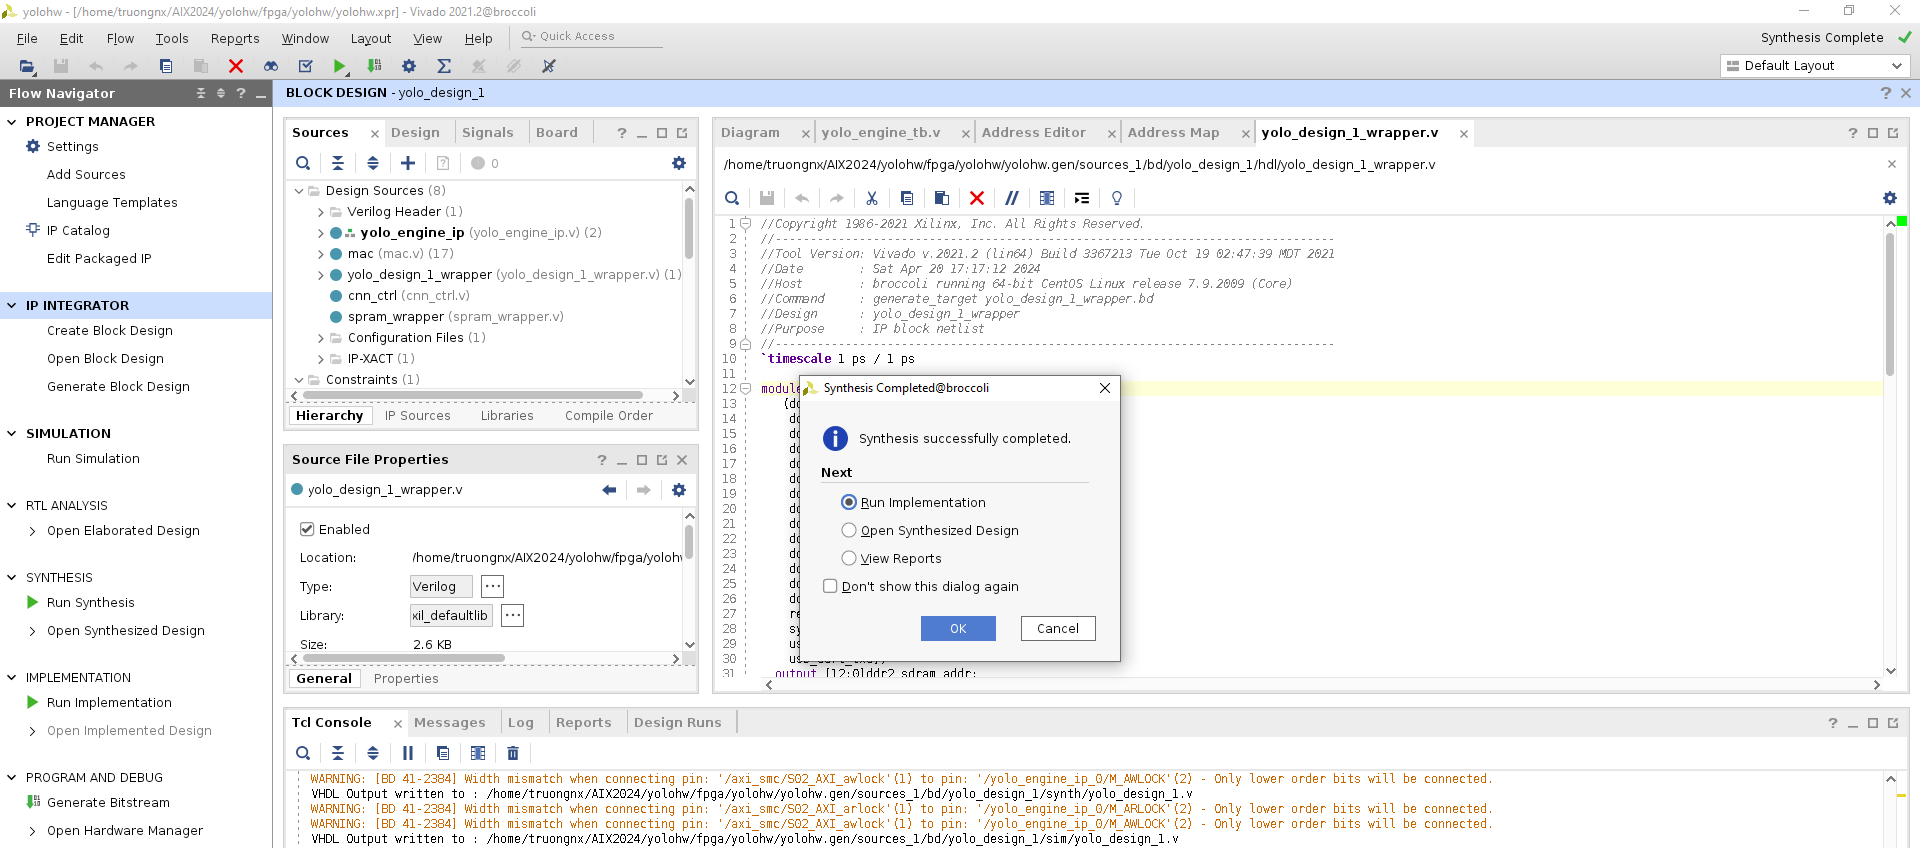 yolohw - [/home/truongnx/AIX2024/yolohw/fpga/yolohw/yolohw.xpr] - Vivado 2021.2@broccoli
File Edit Flow Tools Reports Window Layout View Help Quick Access
Synthesis Complete
Default Layout
Flow Navigator
PROJECT MANAGER
Settings
Add Sources
Language Templates
IP Catalog
Edit Packaged IP
IP INTEGRATOR
Create Block Design
Open Block Design
Generate Block Design
SIMULATION
Run Simulation
RTL ANALYSIS
Open Elaborated Design
SYNTHESIS
Run Synthesis
Open Synthesized Design
IMPLEMENTATION
Run Implementation
Open Implemented Design
PROGRAM AND DEBUG
Generate Bitstream
Open Hardware Manager
BLOCK DESIGN - yolo_design_1
Sources Design Signals Board
0
Design Sources (8)
Verilog Header (1)
yolo_engine_ip (yolo_engine_ip.v) (2)
mac (mac.v) (17)
yolo_design_1_wrapper (yolo_design_1_wrapper.v) (1)
cnn_ctrl (cnn_ctrl.v)
spram_wrapper (spram_wrapper.v)
Configuration Files (1)
IP-XACT (1)
Constraints (1)
Hierarchy IP Sources Libraries Compile Order
Source File Properties
yolo_design_1_wrapper.v
Enabled
Location: /home/truongnx/AIX2024/yolohw/fpga/yoloh
Type: Verilog ...
Library: xil_defaultlib ...
Size: 2.6 KB
General Properties
Diagram yolo_engine_tb.v Address Editor Address Map yolo_design_1_wrapper.v
/home/truongnx/AIX2024/yolohw/fpga/yolohw/yolohw.gen/sources_1/bd/yolo_design_1/hdl/yolo_design_1_wrapper.v
1 //Copyright 1986-2021 Xilinx, Inc. All Rights Reserved.
2 //--------------------------------------------------------------------------------
3 //Tool Version: Vivado v.2021.2 (lin64) Build 3367213 Tue Oct 19 02:47:39 MDT 2021
4 //Date : Sat Apr 20 17:17:12 2024
5 //Host : broccoli running 64-bit CentOS Linux release 7.9.2009 (Core)
6 //Command : generate_target yolo_design_1_wrapper.bd
7 //Design : yolo_design_1_wrapper
8 //Purpose : IP block netlist
9 //--------------------------------------------------------------------------------
10 `timescale 1 ps / 1 ps
11
12 module
13 (dd
14 dd
15 dd
16 dd
17 dd
18 dd
19 dd
20 dd
21 dd
22 dd
23 dd
24 dd
25 dd
26 dd
27 re
28 sy
29 us
30 usb_uart_txd);
31 output [12:0]ddr2_sdram_addr;
Synthesis Completed@broccoli
Synthesis successfully completed.
Next
Run Implementation
Open Synthesized Design
View Reports
Don't show this dialog again
OK Cancel
Tcl Console Messages Log Reports Design Runs
WARNING: [BD 41-2384] Width mismatch when connecting pin: '/axi_smc/S02_AXI_awlock'(1) to pin: '/yolo_engine_ip_0/M_AWLOCK'(2) - Only lower order bits will be connected.
VHDL Output written to : /home/truongnx/AIX2024/yolohw/fpga/yolohw/yolohw.gen/sources_1/bd/yolo_design_1/synth/yolo_design_1.v
WARNING: [BD 41-2384] Width mismatch when connecting pin: '/axi_smc/S02_AXI_arlock'(1) to pin: '/yolo_engine_ip_0/M_ARLOCK'(2) - Only lower order bits will be connected.
WARNING: [BD 41-2384] Width mismatch when connecting pin: '/axi_smc/S02_AXI_awlock'(1) to pin: '/yolo_engine_ip_0/M_AWLOCK'(2) - Only lower order bits will be connected.
VHDL Output written to : /home/truongnx/AIX2024/yolohw/fpga/yolohw/yolohw.gen/sources_1/bd/yolo_design_1/sim/yolo_design_1.v